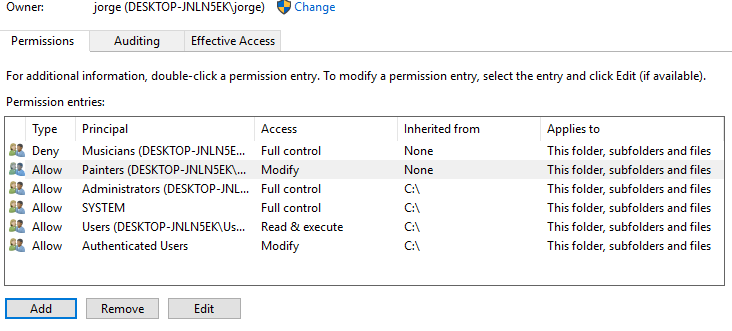 Owner: jorge (DESKTOP-JNLN5EK\jorge) Change
Permissions Auditing Effective Access
For additional information, double-click a permission entry. To modify a permission entry, select the entry and click Edit (if available).
Permission entries:
Type Principal Access Inherited from Applies to
Deny Musicians (DESKTOP-JNLN5E... Full control None This folder, subfolders and files
Allow Painters (DESKTOP-JNLN5EK\... Modify None This folder, subfolders and files
Allow Administrators (DESKTOP-JNL... Full control C:\ This folder, subfolders and files
Allow SYSTEM Full control C:\ This folder, subfolders and files
Allow Users (DESKTOP-JNLN5EK\Us... Read & execute C:\ This folder, subfolders and files
Allow Authenticated Users Modify C:\ This folder, subfolders and files
Add Remove Edit